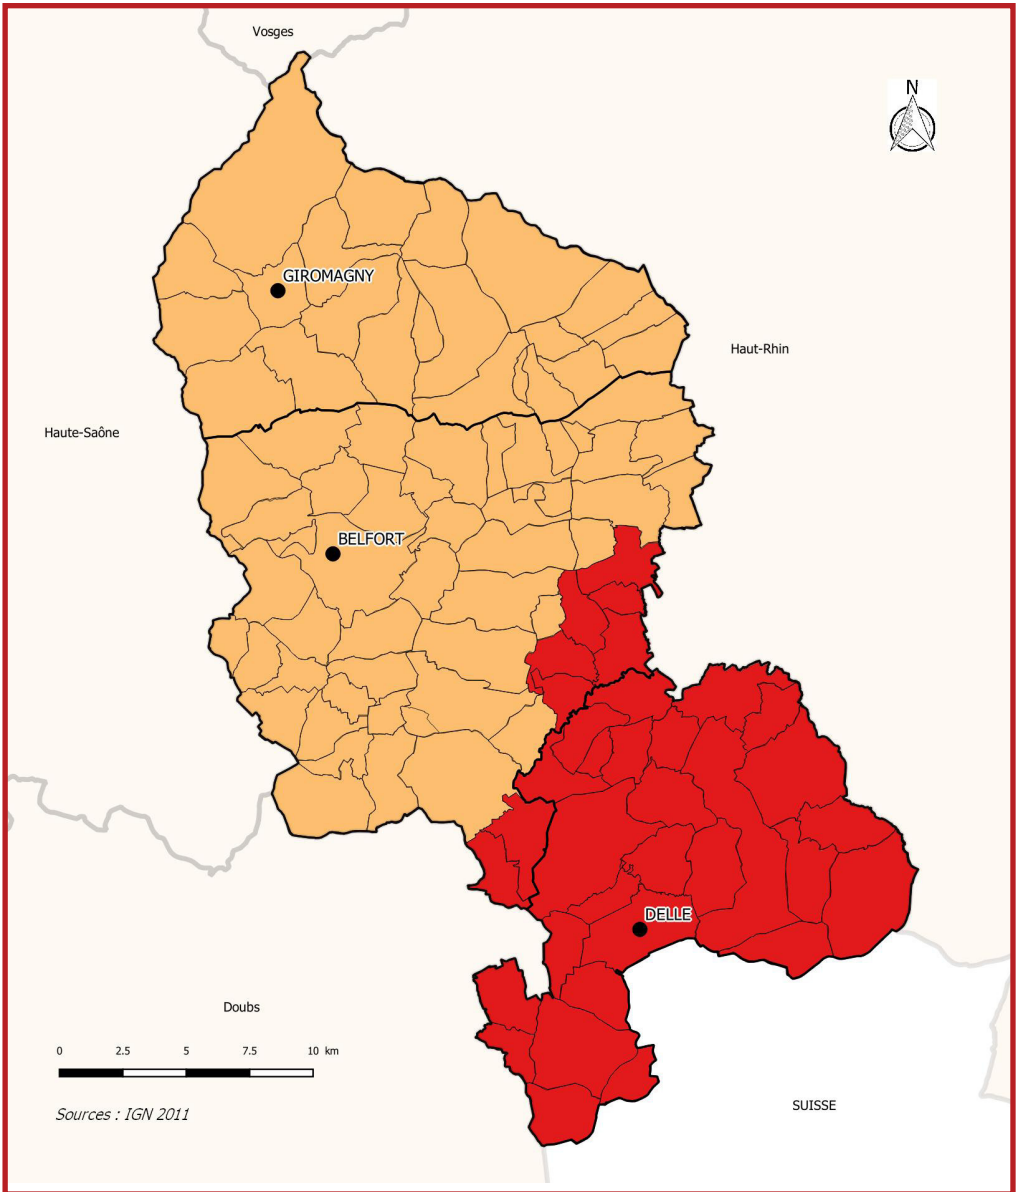 Vosges
N
GIROMAGNY
Haut-Rhin
Haute-Saône
BELFORT
DELLE
Doubs
0 2.5 5 7.5 10 km
Sources : IGN 2011
SUISSE